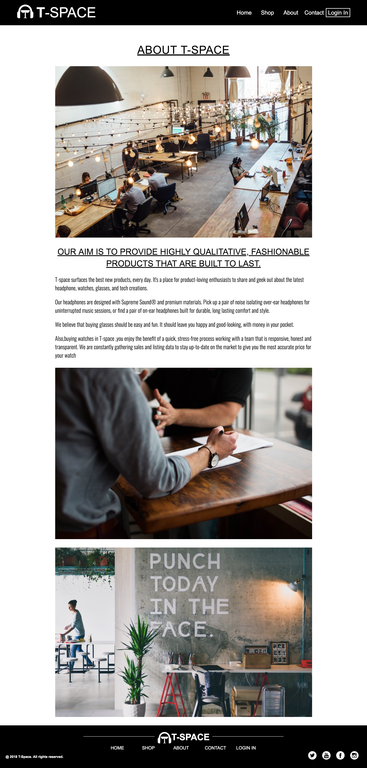 T-SPACE
Home Shop About Contact Login In
ABOUT T-SPACE
OUR AIM IS TO PROVIDE HIGHLY QUALITATIVE, FASHIONABLE
PRODUCTS THAT ARE BUILT TO LAST.
T-space surfaces the best new products, every day. It's a place for product-loving enthusiasts to share and geek out about the latest
headphone, watches, glasses, and tech creations.
Our headphones are designed with Supreme Sound® and premium materials. Pick up a pair of noise isolating over-ear headphones for
uninterrupted music sessions, or find a pair of on-ear headphones built for durable, long lasting comfort and style.
We believe that buying glasses should be easy and fun. It should leave you happy and good looking, with money in your pocket.
Also,buying watches in T-space ,you enjoy the benefit of a quick, stress-free process working with a team that is responsive, honest and
transparent. We are constantly gathering sales and listing data to stay up-to-date on the market to give you the most accurate price for
your watch
PUNCH
TODAY
IN THE
FACE.
T-SPACE
HOME SHOP ABOUT CONTACT LOGIN IN
@ 2018 T-Space. All rights reserved.